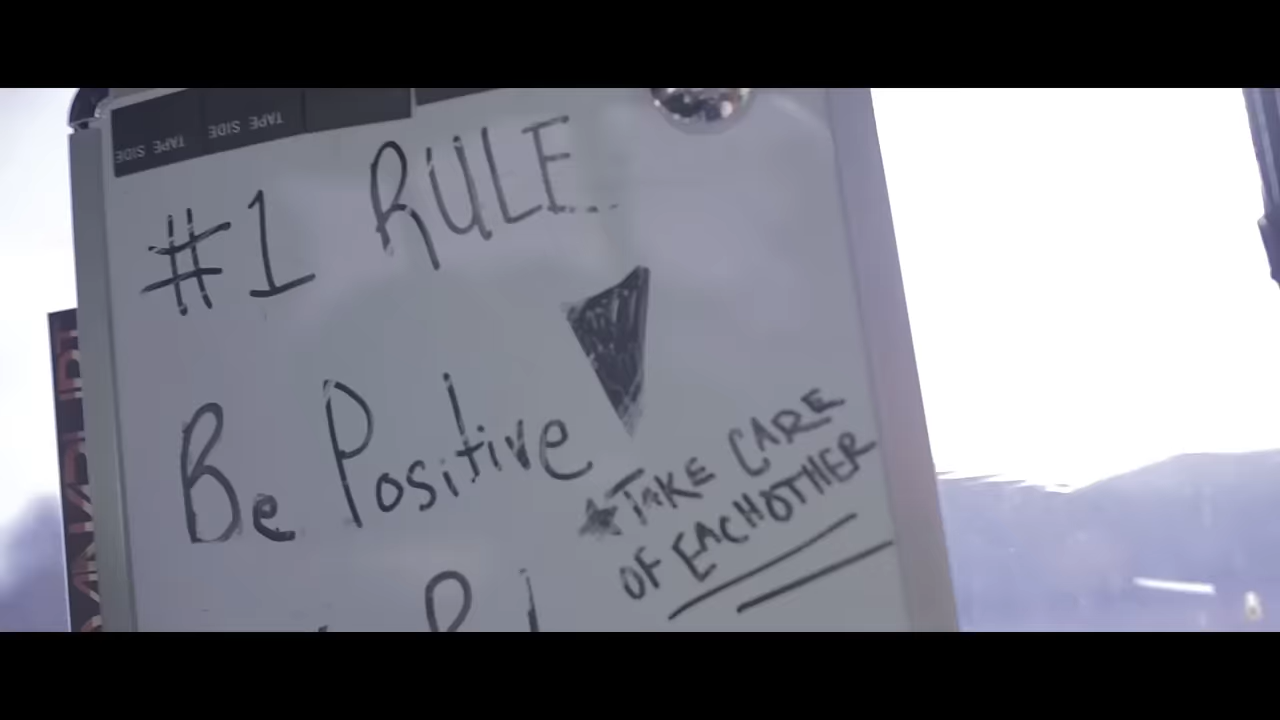 TAPE SIDE TAPE SIDE
#1 RULE
Be Positive
★TAKE CARE
OF EACHOTHER